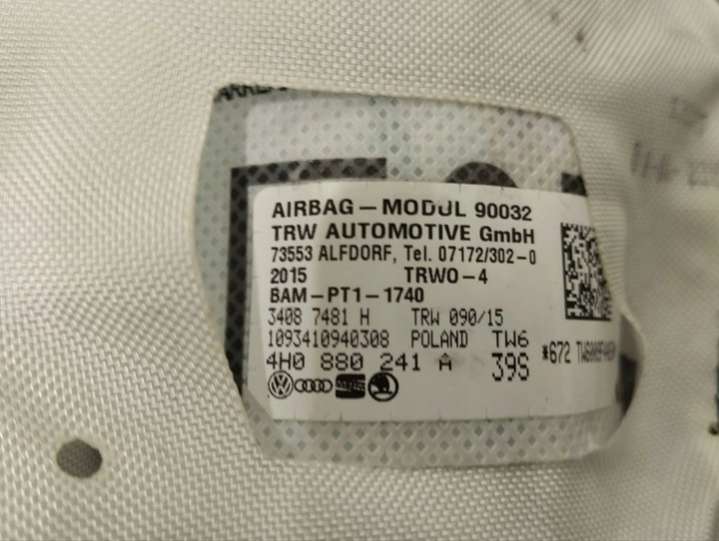 AIRBAG-MODUL 90032
TRW AUTOMOTIVE GmbH
73553 ALFDORF, Tel. 07172/302-0
2015 TRWO-4
BAM-PT1-1740
3408 7481 H TRW 090/15
1093410940308 POLAND TW6
4H0 880 241 A 39S *672